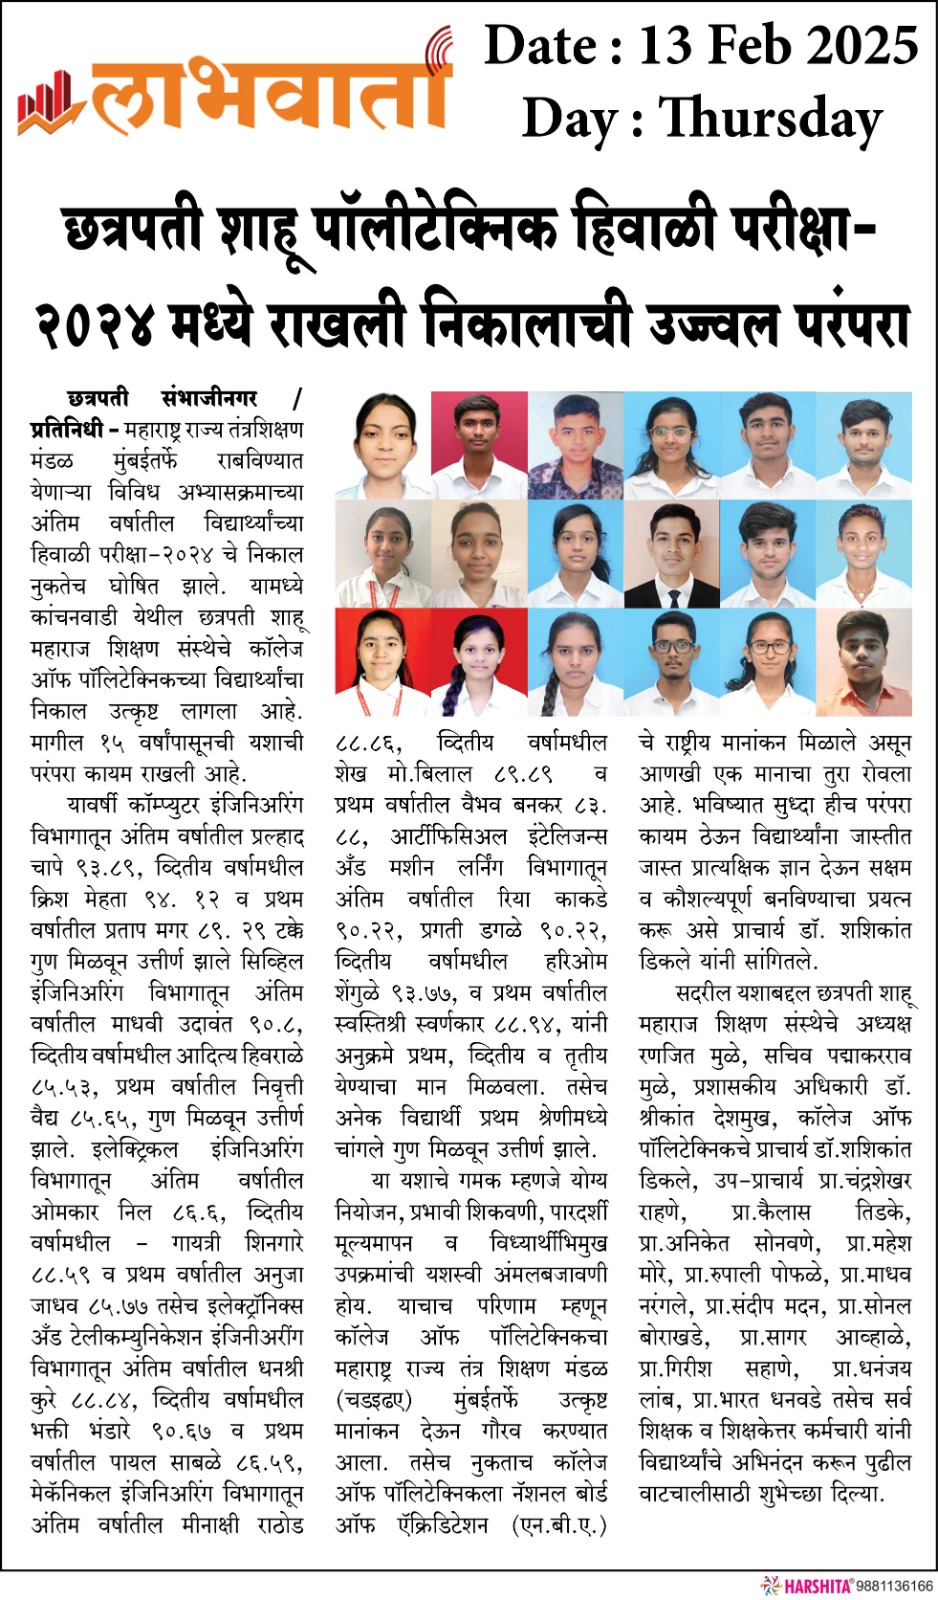 लाभवार्ता
Date : 13 Feb 2025
Day : Thursday
छत्रपती शाहू पॉलीटेक्निक हिवाळी परीक्षा-
२०२४ मध्ये राखली निकालाची उज्ज्वल परंपरा
छत्रपती संभाजीनगर /
प्रतिनिधी - महाराष्ट्र राज्य तंत्रशिक्षण
मंडळ मुंबईतर्फे राबविण्यात
येणाऱ्या विविध अभ्यासक्रमाच्या
अंतिम वर्षातील विद्यार्थ्यांच्या
हिवाळी परीक्षा-२०२४ चे निकाल
नुकतेच घोषित झाले. यामध्ये
कांचनवाडी येथील छत्रपती शाहू
महाराज शिक्षण संस्थेचे कॉलेज
ऑफ पॉलिटेक्निकच्या विद्यार्थ्यांचा
निकाल उत्कृष्ट लागला आहे.
मागील १५ वर्षांपासूनची यशाची
परंपरा कायम राखली आहे.
यावर्षी कॉम्प्युटर इंजिनिअरिंग
विभागातून अंतिम वर्षातील प्रल्हाद
चापे ९३.८९, व्दितीय वर्षामधील
क्रिश मेहता ९४. १२ व प्रथम
वर्षातील प्रताप मगर ८९. २९ टक्के
गुण मिळवून उत्तीर्ण झाले सिव्हिल
इंजिनिअरिंग विभागातून अंतिम
वर्षातील माधवी उदावंत ९०.८,
व्दितीय वर्षामधील आदित्य हिवराळे
८५.५३, प्रथम वर्षातील निवृत्ती
वैद्य ८५.६५, गुण मिळवून उत्तीर्ण
झाले. इलेक्ट्रिकल इंजिनिअरिंग
विभागातून अंतिम वर्षातील
ओमकार निल ८६.६, व्दितीय
वर्षामधील - गायत्री शिनगारे
८८.५९ व प्रथम वर्षातील अनुजा
जाधव ८५.७७ तसेच इलेक्ट्रॉनिक्स
अँड टेलीकम्युनिकेशन इंजिनीअरींग
विभागातून अंतिम वर्षातील धनश्री
कुरे ८८.८४, व्दितीय वर्षामधील
भक्ती भंडारे ९०.६७ व प्रथम
वर्षातील पायल साबळे ८६.५९,
मेकॅनिकल इंजिनिअरिंग विभागातून
अंतिम वर्षातील मीनाक्षी राठोड
८८.८६, व्दितीय वर्षामधील
शेख मो.बिलाल ८९.८९ व
प्रथम वर्षातील वैभव बनकर ८३.
८८, आर्टीफिसिअल इंटेलिजन्स
अँड मशीन लर्निंग विभागातून
अंतिम वर्षातील रिया काकडे
९०.२२, प्रगती डगळे ९०.२२,
व्दितीय वर्षामधील हरिओम
शेंगुळे ९३.७७, व प्रथम वर्षातील
स्वस्तिश्री स्वर्णकार ८८.९४, यांनी
अनुक्रमे प्रथम, व्दितीय व तृतीय
येण्याचा मान मिळवला. तसेच
अनेक विद्यार्थी प्रथम श्रेणीमध्ये
चांगले गुण मिळवून उत्तीर्ण झाले.
या यशाचे गमक म्हणजे योग्य
नियोजन, प्रभावी शिकवणी, पारदर्शी
मूल्यमापन व विध्यार्थीभिमुख
उपक्रमांची यशस्वी अंमलबजावणी
होय. याचाच परिणाम म्हणून
कॉलेज ऑफ पॉलिटेक्निकचा
महाराष्ट्र राज्य तंत्र शिक्षण मंडळ
(चडइढए) मुंबईतर्फे उत्कृष्ट
मानांकन देऊन गौरव करण्यात
आला. तसेच नुकताच कॉलेज
ऑफ पॉलिटेक्निकला नॅशनल बोर्ड
ऑफ ऍक्रिडिटेशन (एन.बी.ए.)
चे राष्ट्रीय मानांकन मिळाले असून
आणखी एक मानाचा तुरा रोवला
आहे. भविष्यात सुध्दा हीच परंपरा
कायम ठेऊन विद्यार्थ्यांना जास्तीत
जास्त प्रात्यक्षिक ज्ञान देऊन सक्षम
व कौशल्यपूर्ण बनविण्याचा प्रयत्न
करू असे प्राचार्य डॉ. शशिकांत
डिकले यांनी सांगितले.
सदरील यशाबद्दल छत्रपती शाहू
महाराज शिक्षण संस्थेचे अध्यक्ष
रणजित मुळे, सचिव पद्माकरराव
मुळे, प्रशासकीय अधिकारी डॉ.
श्रीकांत देशमुख, कॉलेज ऑफ
पॉलिटेक्निकचे प्राचार्य डॉ.शशिकांत
डिकले, उप-प्राचार्य प्रा.चंद्रशेखर
राहणे, प्रा.कैलास तिडके,
प्रा.अनिकेत सोनवणे, प्रा.महेश
मोरे, प्रा.रुपाली पोफळे, प्रा.माधव
नरंगले, प्रा.संदीप मदन, प्रा.सोनल
बोराखडे, प्रा.सागर आव्हाळे,
प्रा.गिरीश सहाणे, प्रा.धनंजय
लांब, प्रा.भारत धनवडे तसेच सर्व
शिक्षक व शिक्षकेत्तर कर्मचारी यांनी
विद्यार्थ्यांचे अभिनंदन करून पुढील
वाटचालीसाठी शुभेच्छा दिल्या.
HARSHITA® 9881136166